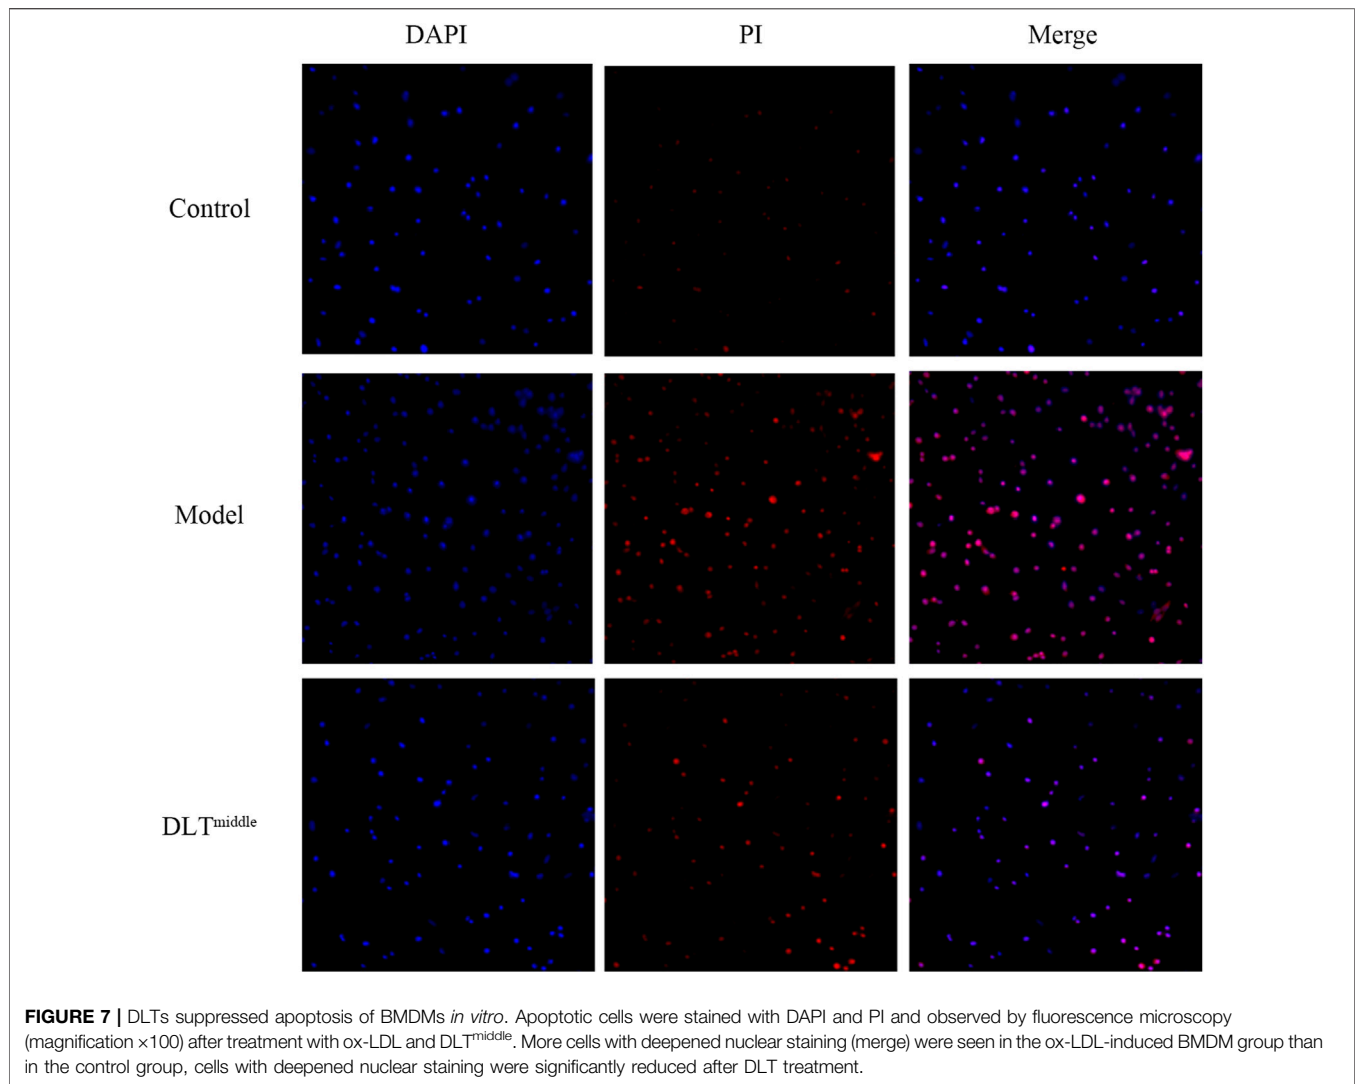 DAPI PI Merge
Control
Model
DLTmiddle
FIGURE 7 | DLTs suppressed apoptosis of BMDMs in vitro. Apoptotic cells were stained with DAPI and PI and observed by fluorescence microscopy
(magnification ×100) after treatment with ox-LDL and DLTmiddle. More cells with deepened nuclear staining (merge) were seen in the ox-LDL-induced BMDM group than
in the control group, cells with deepened nuclear staining were significantly reduced after DLT treatment.